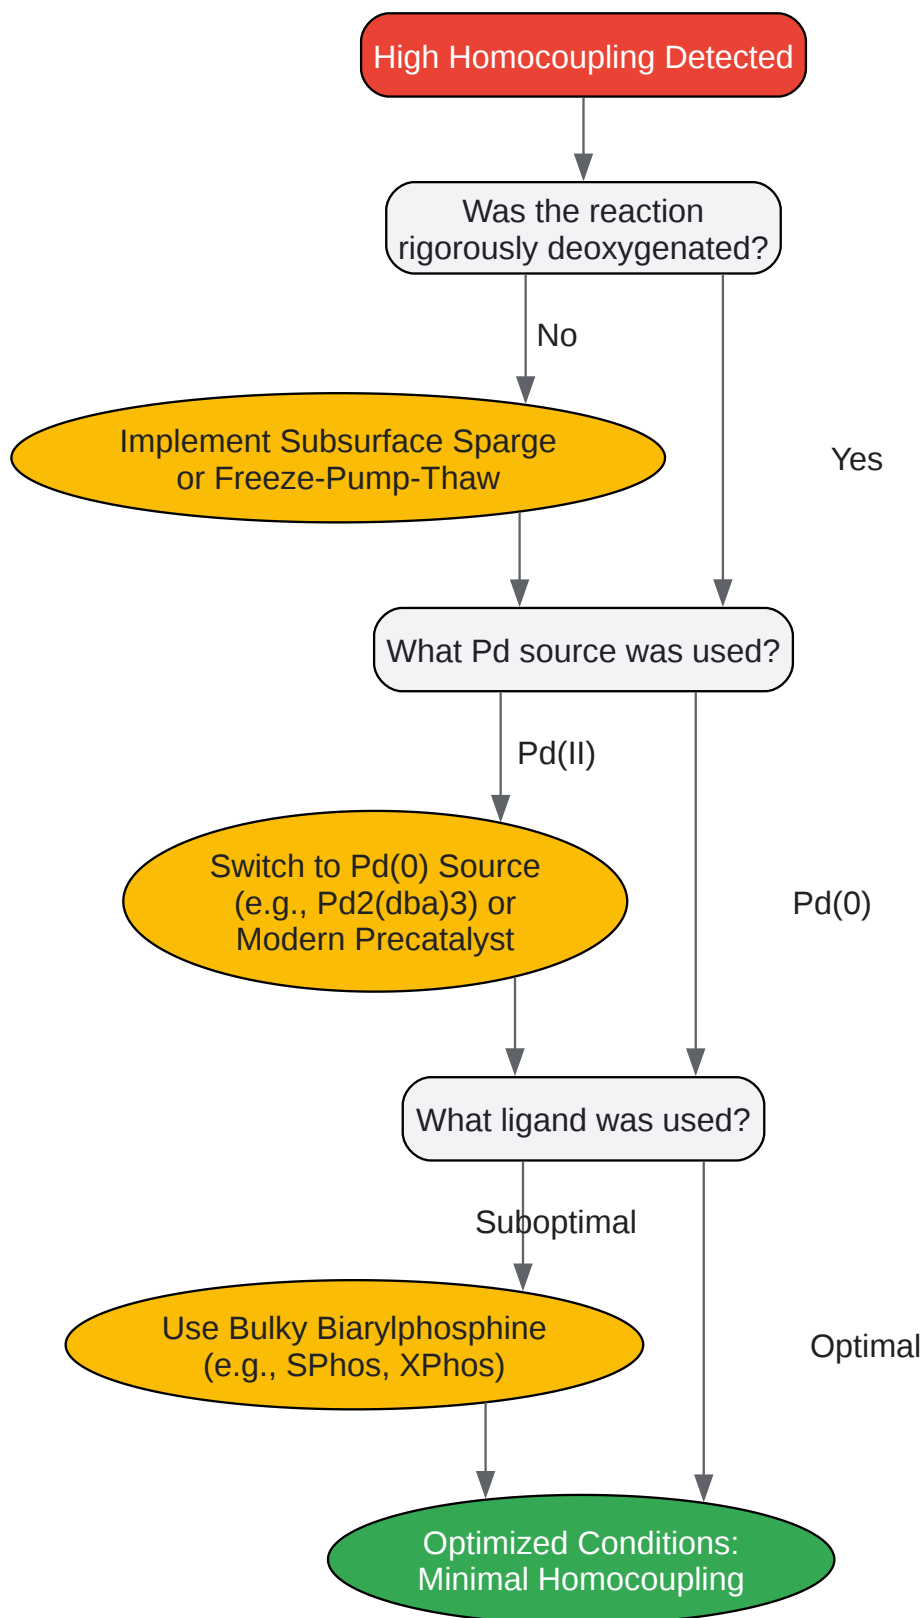 High Homocoupling Detected
Was the reaction
rigorously deoxygenated?
No
Implement Subsurface Sparge
or Freeze-Pump-Thaw
Yes
What Pd source was used?
Pd(II)
Switch to Pd(0) Source
(e.g., Pd2(dba)3) or
Modern Precatalyst
Pd(0)
What ligand was used?
Suboptimal
Use Bulky Biarylphosphine
(e.g., SPhos, XPhos)
Optimal
Optimized Conditions:
Minimal Homocoupling